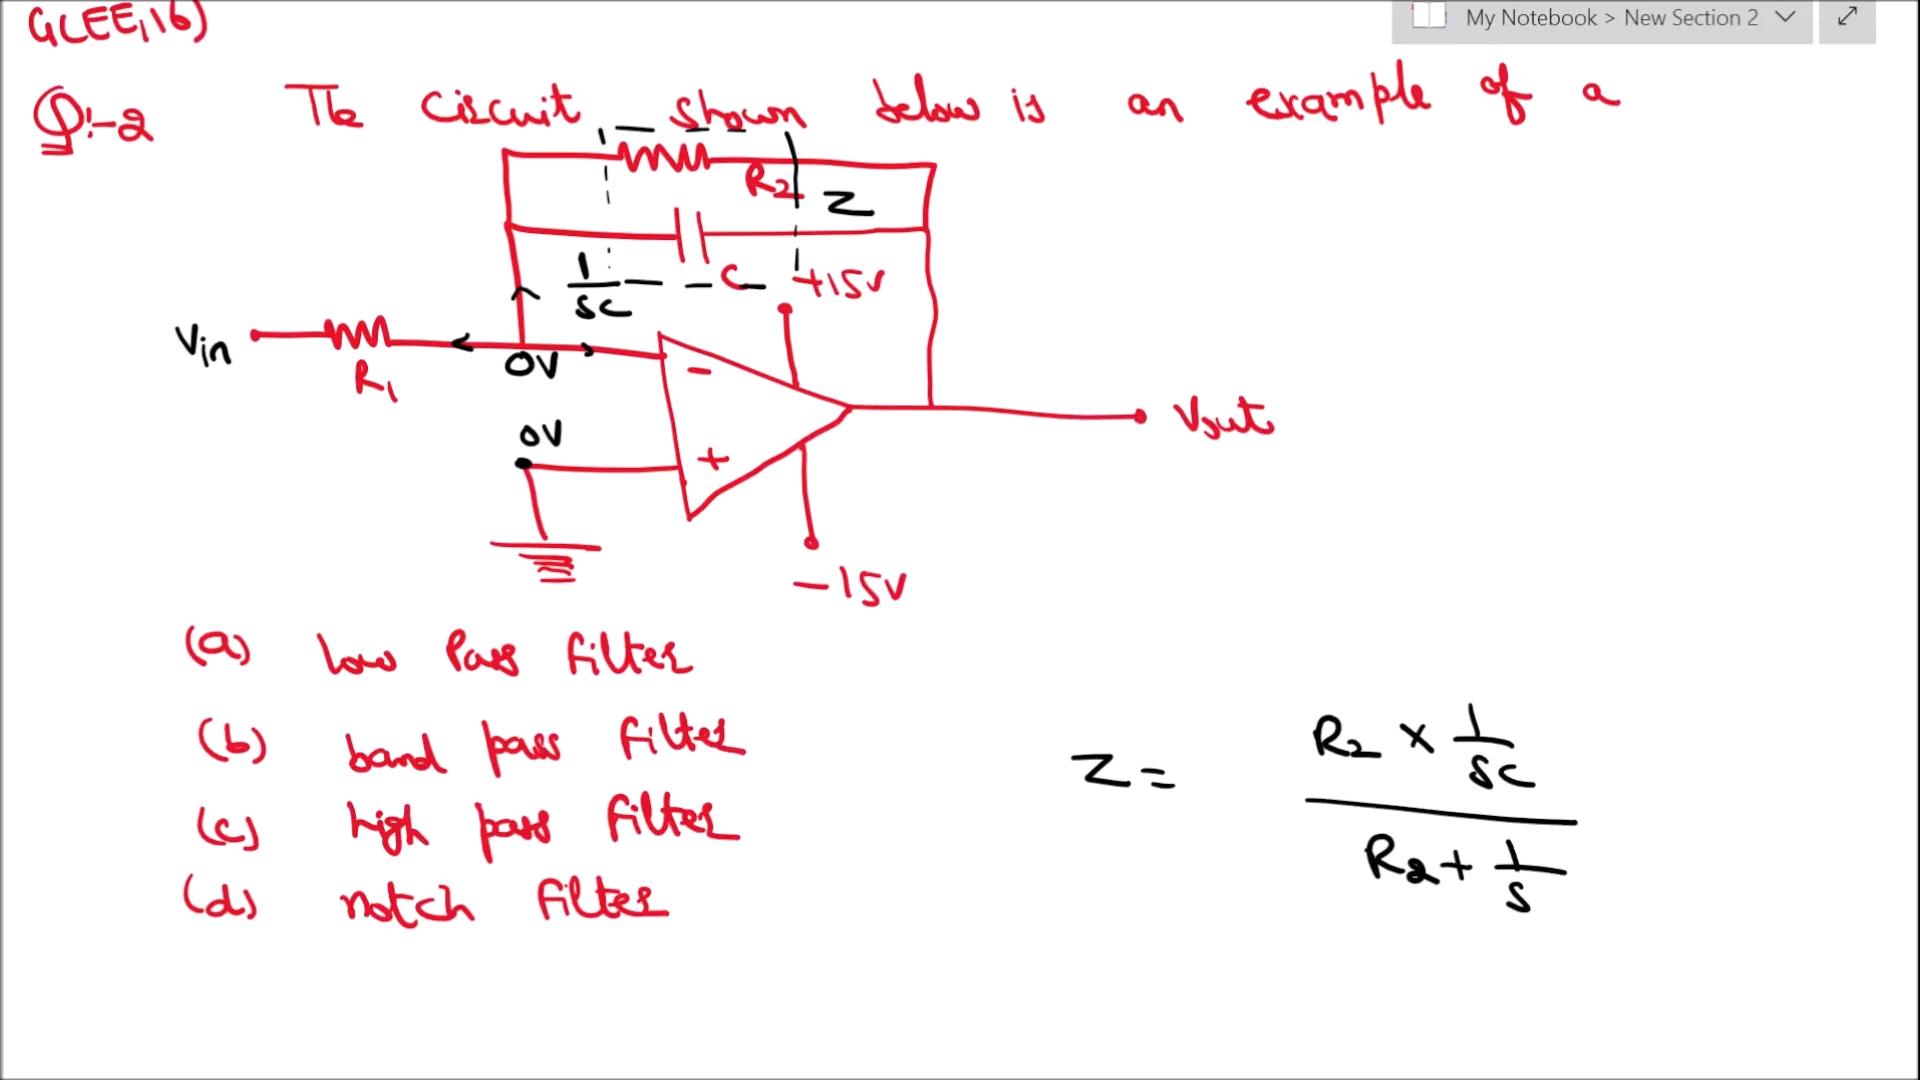 GLEE,16)
My Notebook > New Section 2
Q:-2 The circuit shown below is an example of a
R2
Z
1/sC
C
+15V
Vin
R1
0V
-
0V
+
Vout
-15V
(a) low Pass filter
(b) band pass filter
(c) high pass filter
(d) notch filter
Z = R2 × 1/sC
R2 + 1/s